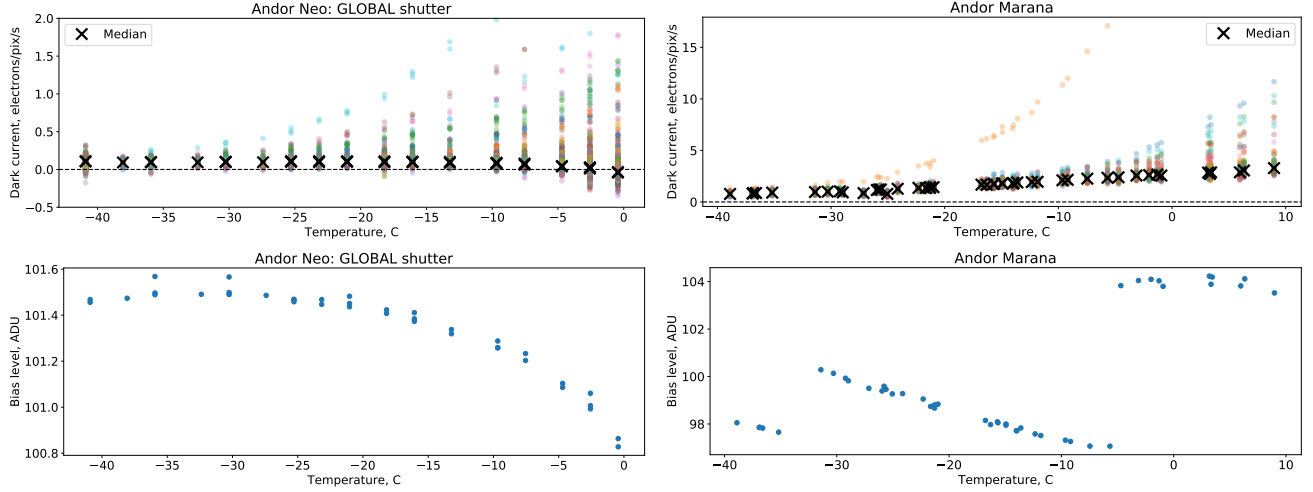 Andor Neo: GLOBAL shutter
Dark current, electrons/pix/s
2.0
1.5
1.0
0.5
0.0
−0.5
Median
−40 −35 −30 −25 −20 −15 −10 −5 0
Temperature, C
Andor Marana
Dark current, electrons/pix/s
15
10
5
0
Median
−40 −30 −20 −10 0 10
Temperature, C
Andor Neo: GLOBAL shutter
Bias level, ADU
101.6
101.4
101.2
101.0
100.8
−40 −35 −30 −25 −20 −15 −10 −5 0
Temperature, C
Andor Marana
Bias level, ADU
104
102
100
98
−40 −30 −20 −10 0 10
Temperature, C